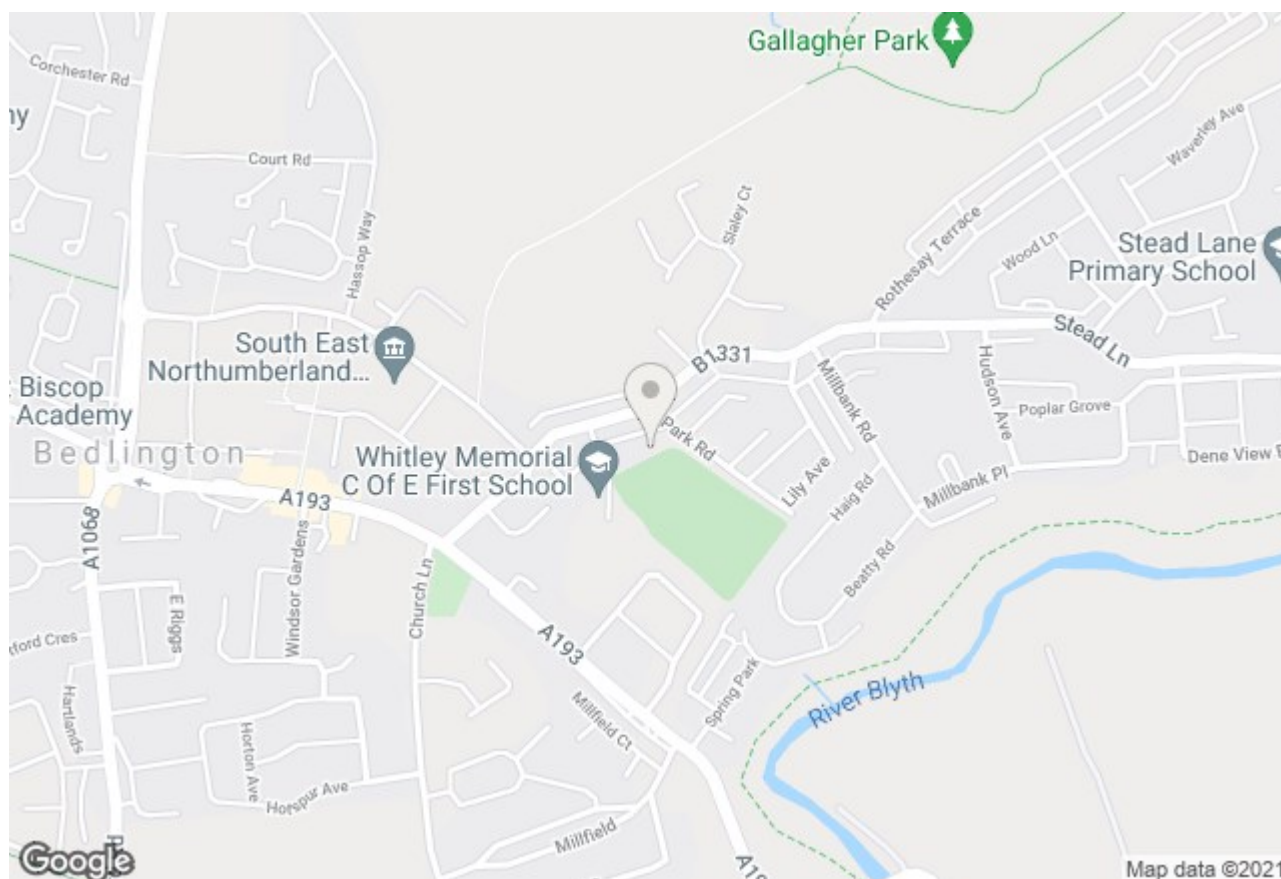 Gallagher Park
Corchester Rd
Court Rd
Waverley Ave
Hassop Way
Slaley Ct
Rothesay Terrace
Wood Ln
Stead Lane
Primary School
South East
Northumberland...
B1331
Stead Ln
Biscop
Academy
Bedlington
Whitley Memorial
C Of E First School
Park Rd
Millbank Rd
Hudson Ave
Poplar Grove
Dene View
Lily Ave
Haig Rd
Millbank Pl
A193
A1068
Windsor Gardens
Church Ln
Beatty Rd
E Riggs
Hartlands
Horton Ave
A193
Millfield Ct
Spring Park
River Blyth
Hotspur Ave
Millfield
Google
Map data ©2021